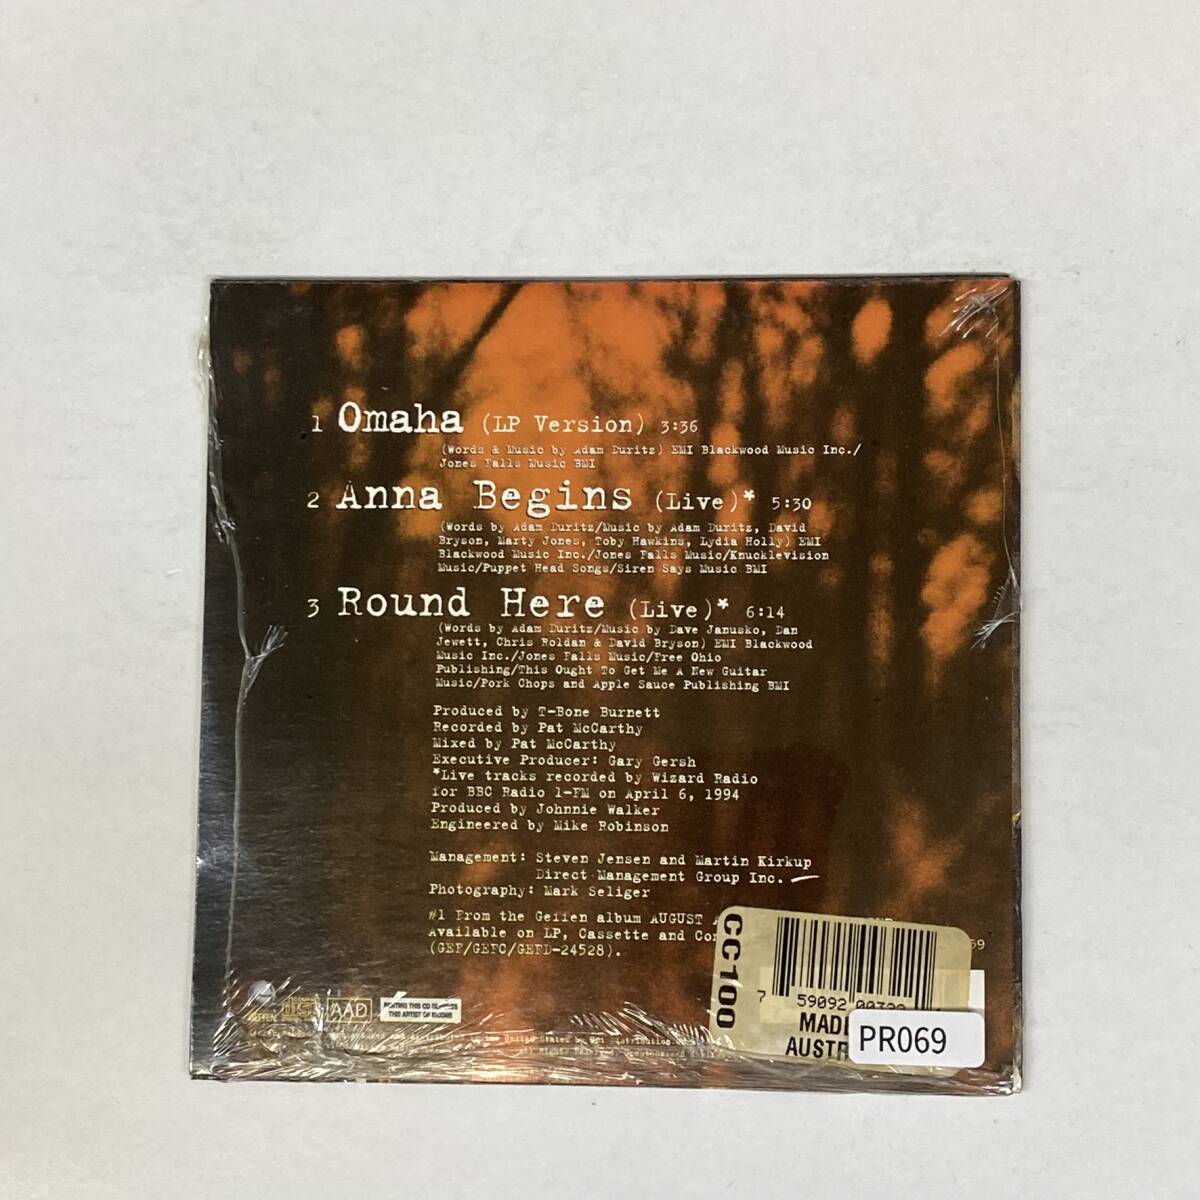 1 Omaha (LP Version) 3:36
(Words & Music by Adam Duritz) EMI Blackwood Music Inc./
Jones Falls Music BMI
2 Anna Begins (Live)* 5:30
(Words by Adam Duritz/Music by Adam Duritz, David
Bryson, Marty Jones, Toby Hawkins, Lydia Holly) EMI
Blackwood Music Inc./Jones Falls Music/Knucklevision
Music/Puppet Head Songs/Siren Says Music BMI
3 Round Here (Live)* 6:14
(Words by Adam Duritz/Music by Dave Janusko, Dan
Jewett, Chris Roldan & David Bryson) EMI Blackwood
Music Inc./Jones Falls Music/Free Ohio
Publishing/This Ought To Get Me A New Guitar
Music/Pork Chops and Apple Sauce Publishing BMI
Produced by T-Bone Burnett
Recorded by Pat McCarthy
Mixed by Pat McCarthy
Executive Producer: Gary Gersh
*Live tracks recorded by Wizard Radio
for BBC Radio 1-FM on April 6, 1994
Produced by Johnnie Walker
Engineered by Mike Robinson
Management: Steven Jensen and Martin Kirkup
Direct Management Group Inc.
Photography: Mark Seliger
#1 From the Geffen album AUGUST
Available on LP, Cassette and
(GEF/GEFC/GEFD-24528).
69
CC100
7 59092
MADE
AUSTR
PR069
GEFFEN
AAD
THIS CD
THIS ARTIST